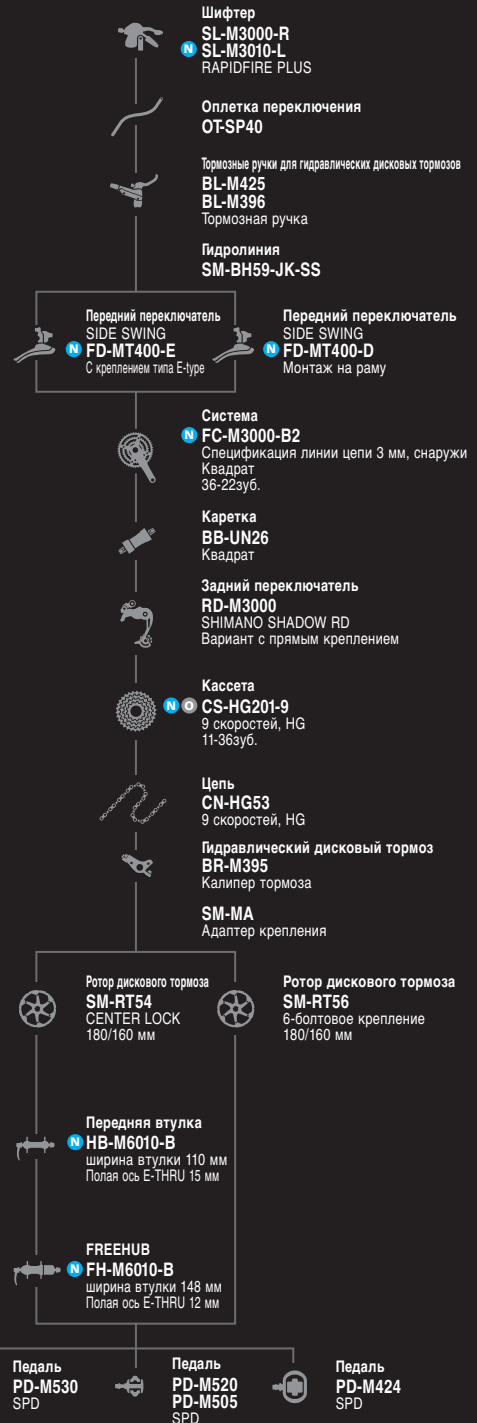 Шифтер
SL-M3000-R
N SL-M3010-L
RAPIDFIRE PLUS
Оплетка переключения
OT-SP40
Тормозные ручки для гидравлических дисковых тормозов
BL-M425
BL-M396
Тормозная ручка
Гидролиния
SM-BH59-JK-SS
Передний переключатель
SIDE SWING
N FD-MT400-E
С креплением типа E-type
Передний переключатель
SIDE SWING
N FD-MT400-D
Монтаж на раму
Система
N FC-M3000-B2
Спецификация линии цепи 3 мм, снаружи
Квадрат
36-22зуб.
Каретка
BB-UN26
Квадрат
Задний переключатель
RD-M3000
SHIMANO SHADOW RD
Вариант с прямым креплением
Кассета
N O CS-HG201-9
9 скоростей, HG
11-36зуб.
Цепь
CN-HG53
9 скоростей, HG
Гидравлический дисковый тормоз
BR-M395
Калипер тормоза
SM-MA
Адаптер крепления
Ротор дискового тормоза
SM-RT54
CENTER LOCK
180/160 мм
Ротор дискового тормоза
SM-RT56
6-болтовое крепление
180/160 мм
Передняя втулка
N HB-M6010-B
ширина втулки 110 мм
Полая ось E-THRU 15 мм
FREEHUB
N FH-M6010-B
ширина втулки 148 мм
Полая ось E-THRU 12 мм
Педаль
PD-M530
SPD
Педаль
PD-M520
PD-M505
SPD
Педаль
PD-M424
SPD